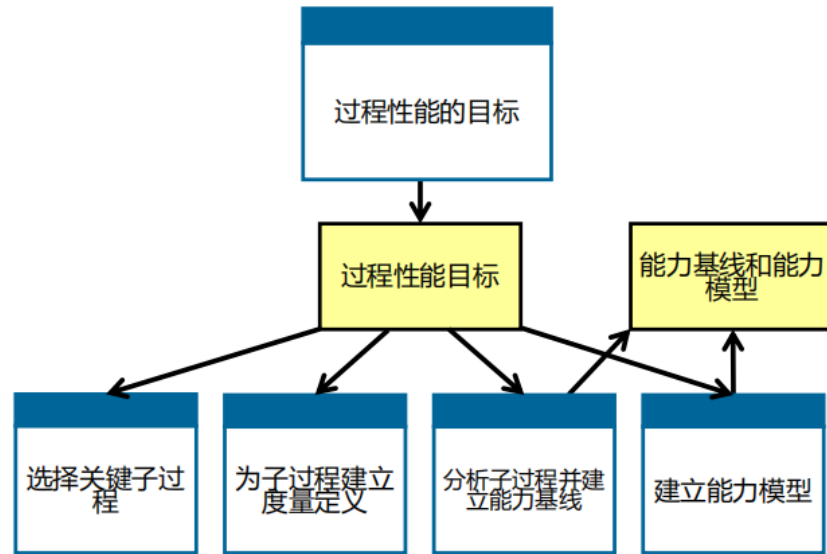 过程性能的目标
过程性能目标
能力基线和能力
模型
选择关键子过
程
为子过程建立
度量定义
分析子过程并建
立能力基线
建立能力模型